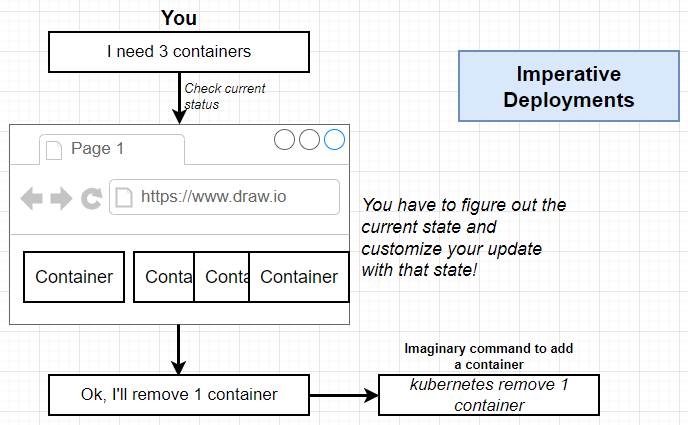 You
I need 3 containers
Check current
status
Imperative
Deployments
Page 1
https://www.draw.io
You have to figure out the
current state and
customize your update
with that state!
Container
Conta
Conta
Container
Ok, I'll remove 1 container
Imaginary command to add
a container
kubernetes remove 1
container